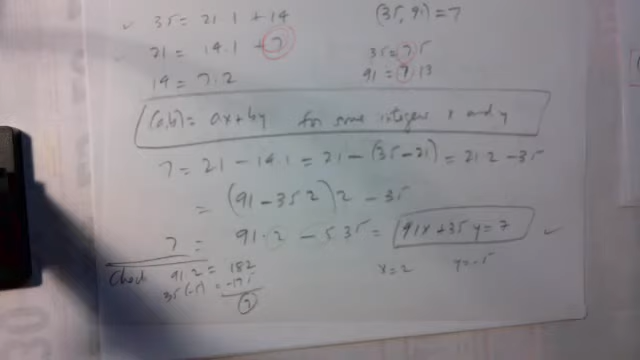 35 = 21.1 + 14
(35, 91) = 7
21 = 14.1 + 7
35 = 7.5
14 = 7.2
91 = 7.13
(a,b) = ax + by for some integers x and y
7 = 21 - 14.1 = 21 - (35 - 21) = 21.2 - 35
= (91 - 35.2) 2 - 35
7 = 91.2 - 5.35 = 91x + 35y = 7
Check 91.2 = 182
x = 2 y = -5
35(-5) = -175
7